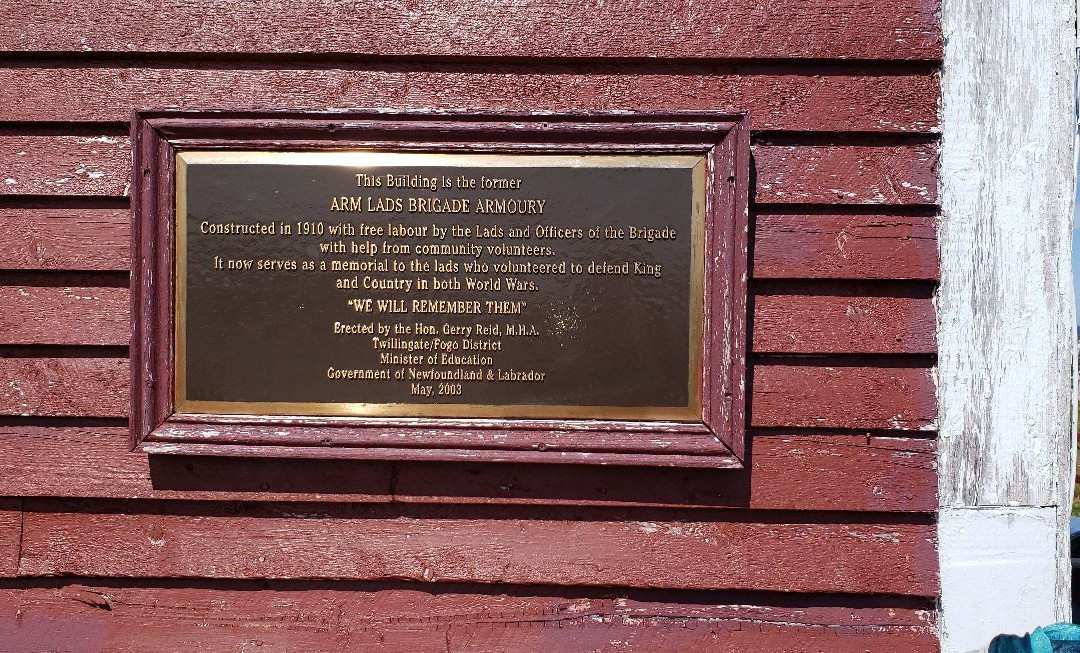 This Building is the former
ARM LADS BRIGADE ARMOURY
Constructed in 1910 with free labour by the Lads and Officers of the Brigade
with help from community volunteers.
It now serves as a memorial to the lads who volunteered to defend King
and Country in both World Wars.
"WE WILL REMEMBER THEM"
Erected by the Hon. Gerry Reid, M.H.A.
Twillingate/Fogo District
Minister of Education
Government of Newfoundland & Labrador
May, 2003